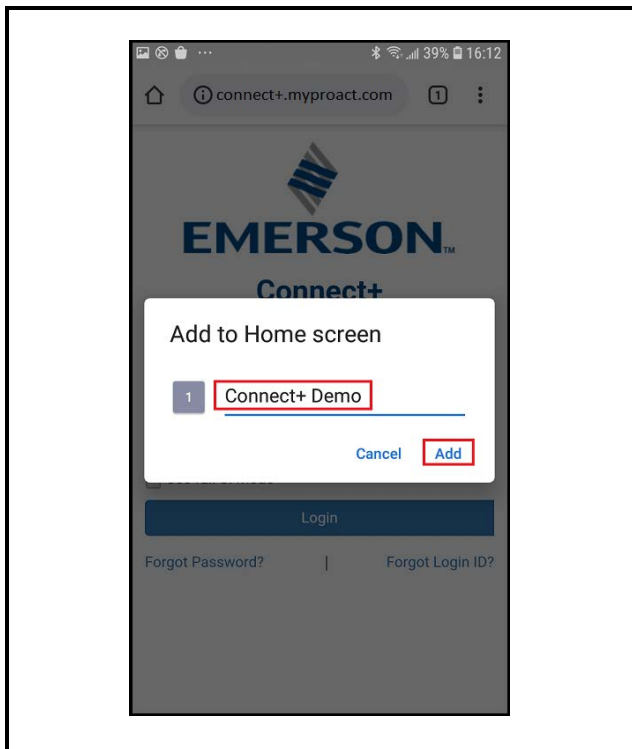 39% 16:12
connect+.myproact.com 1
EMERSON™
Connect+
Add to Home screen
1 Connect+ Demo
Cancel Add
Login
Forgot Password? | Forgot Login ID?